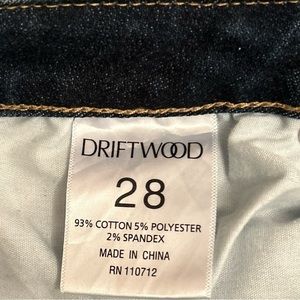 DRIFTWOOD
28
93% COTTON 5% POLYESTER
2% SPANDEX
MADE IN CHINA
RN 110712